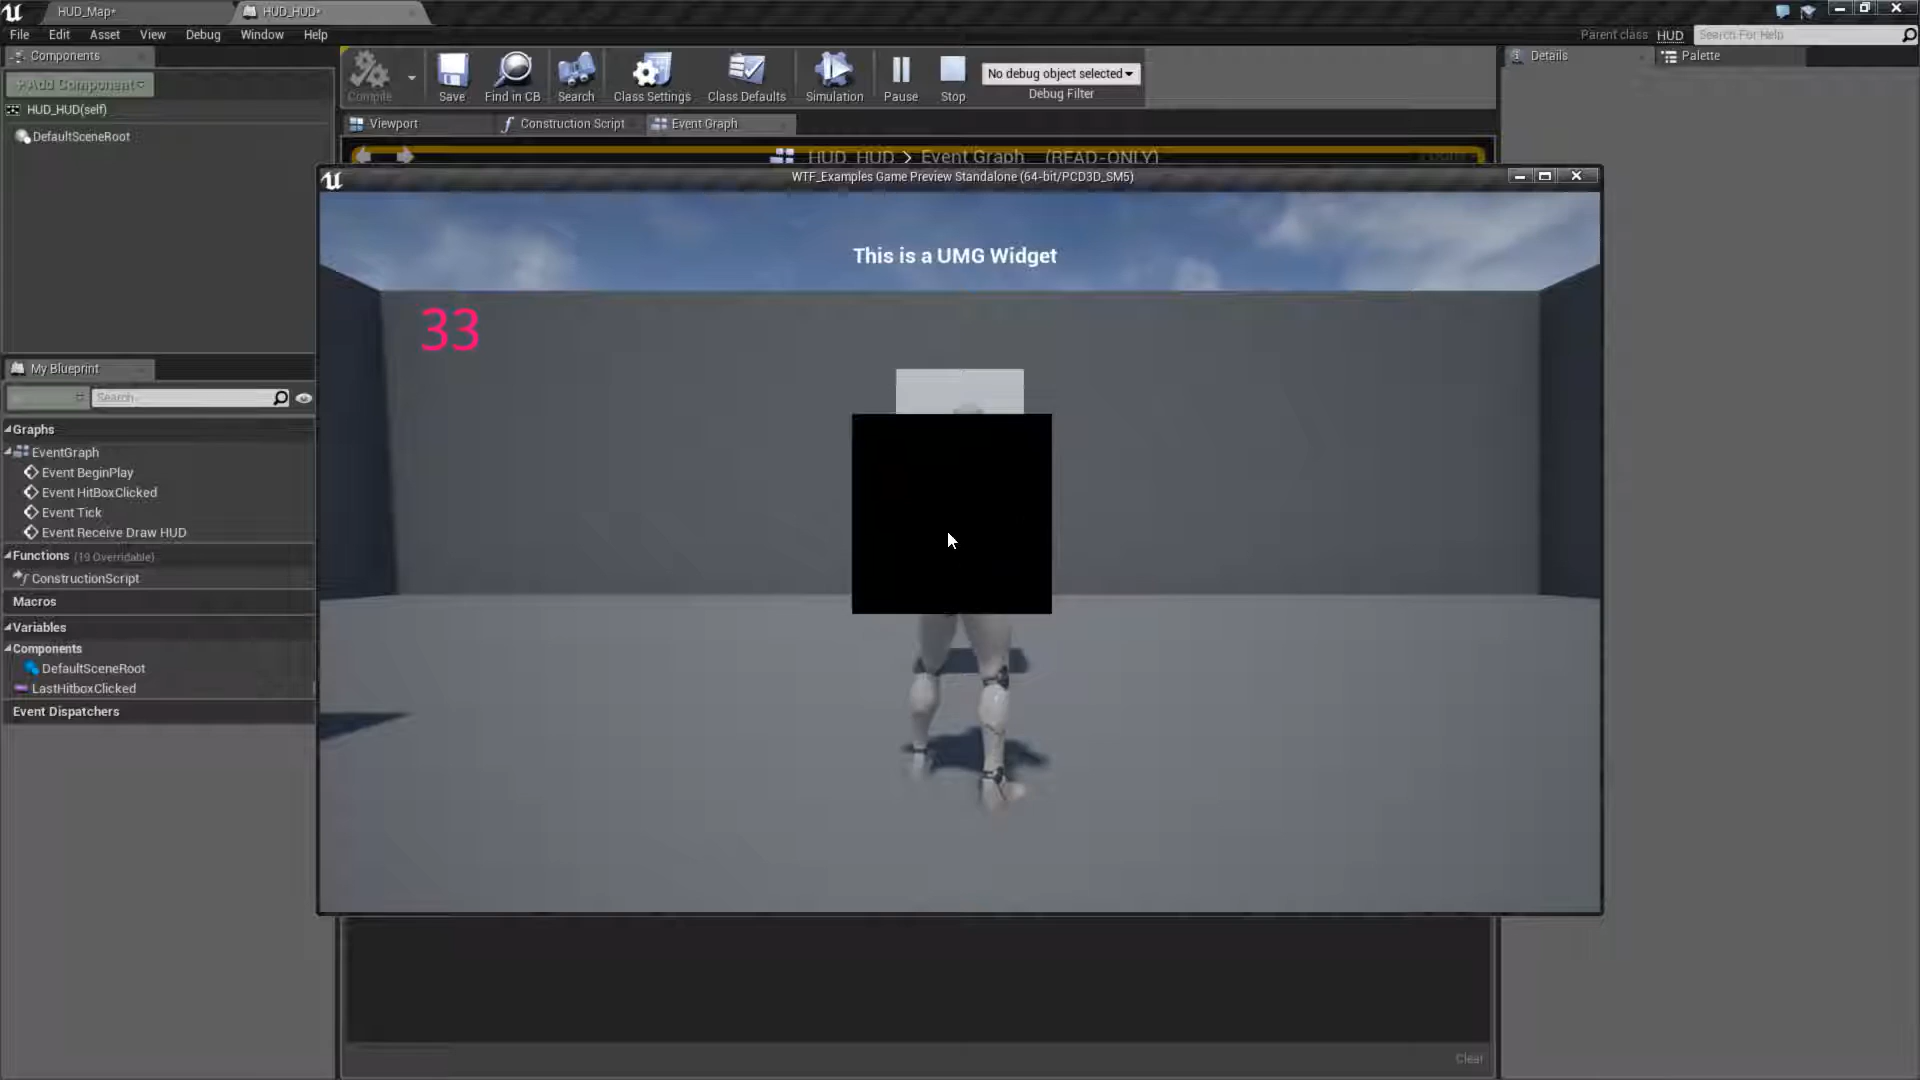 HUD_Map*
HUD_HUD*
File Edit Asset View Debug Window Help
Parent class HUD Search For Help
Components
+Add Component
HUD_HUD(self)
DefaultSceneRoot
Compile
Save
Find in CB
Search
Class Settings
Class Defaults
Simulation
Pause
Stop
No debug object selected
Debug Filter
Details
Palette
Viewport
Construction Script
Event Graph
HUD_HUD > Event Graph (READ-ONLY)
WTF_Examples Game Preview Standalone (64-bit/PCD3D_SM5)
This is a UMG Widget
33
My Blueprint
Search
Graphs
EventGraph
Event BeginPlay
Event HitBoxClicked
Event Tick
Event Receive Draw HUD
Functions (19 Overridable)
ConstructionScript
Macros
Variables
Components
DefaultSceneRoot
LastHitboxClicked
Event Dispatchers
Clear